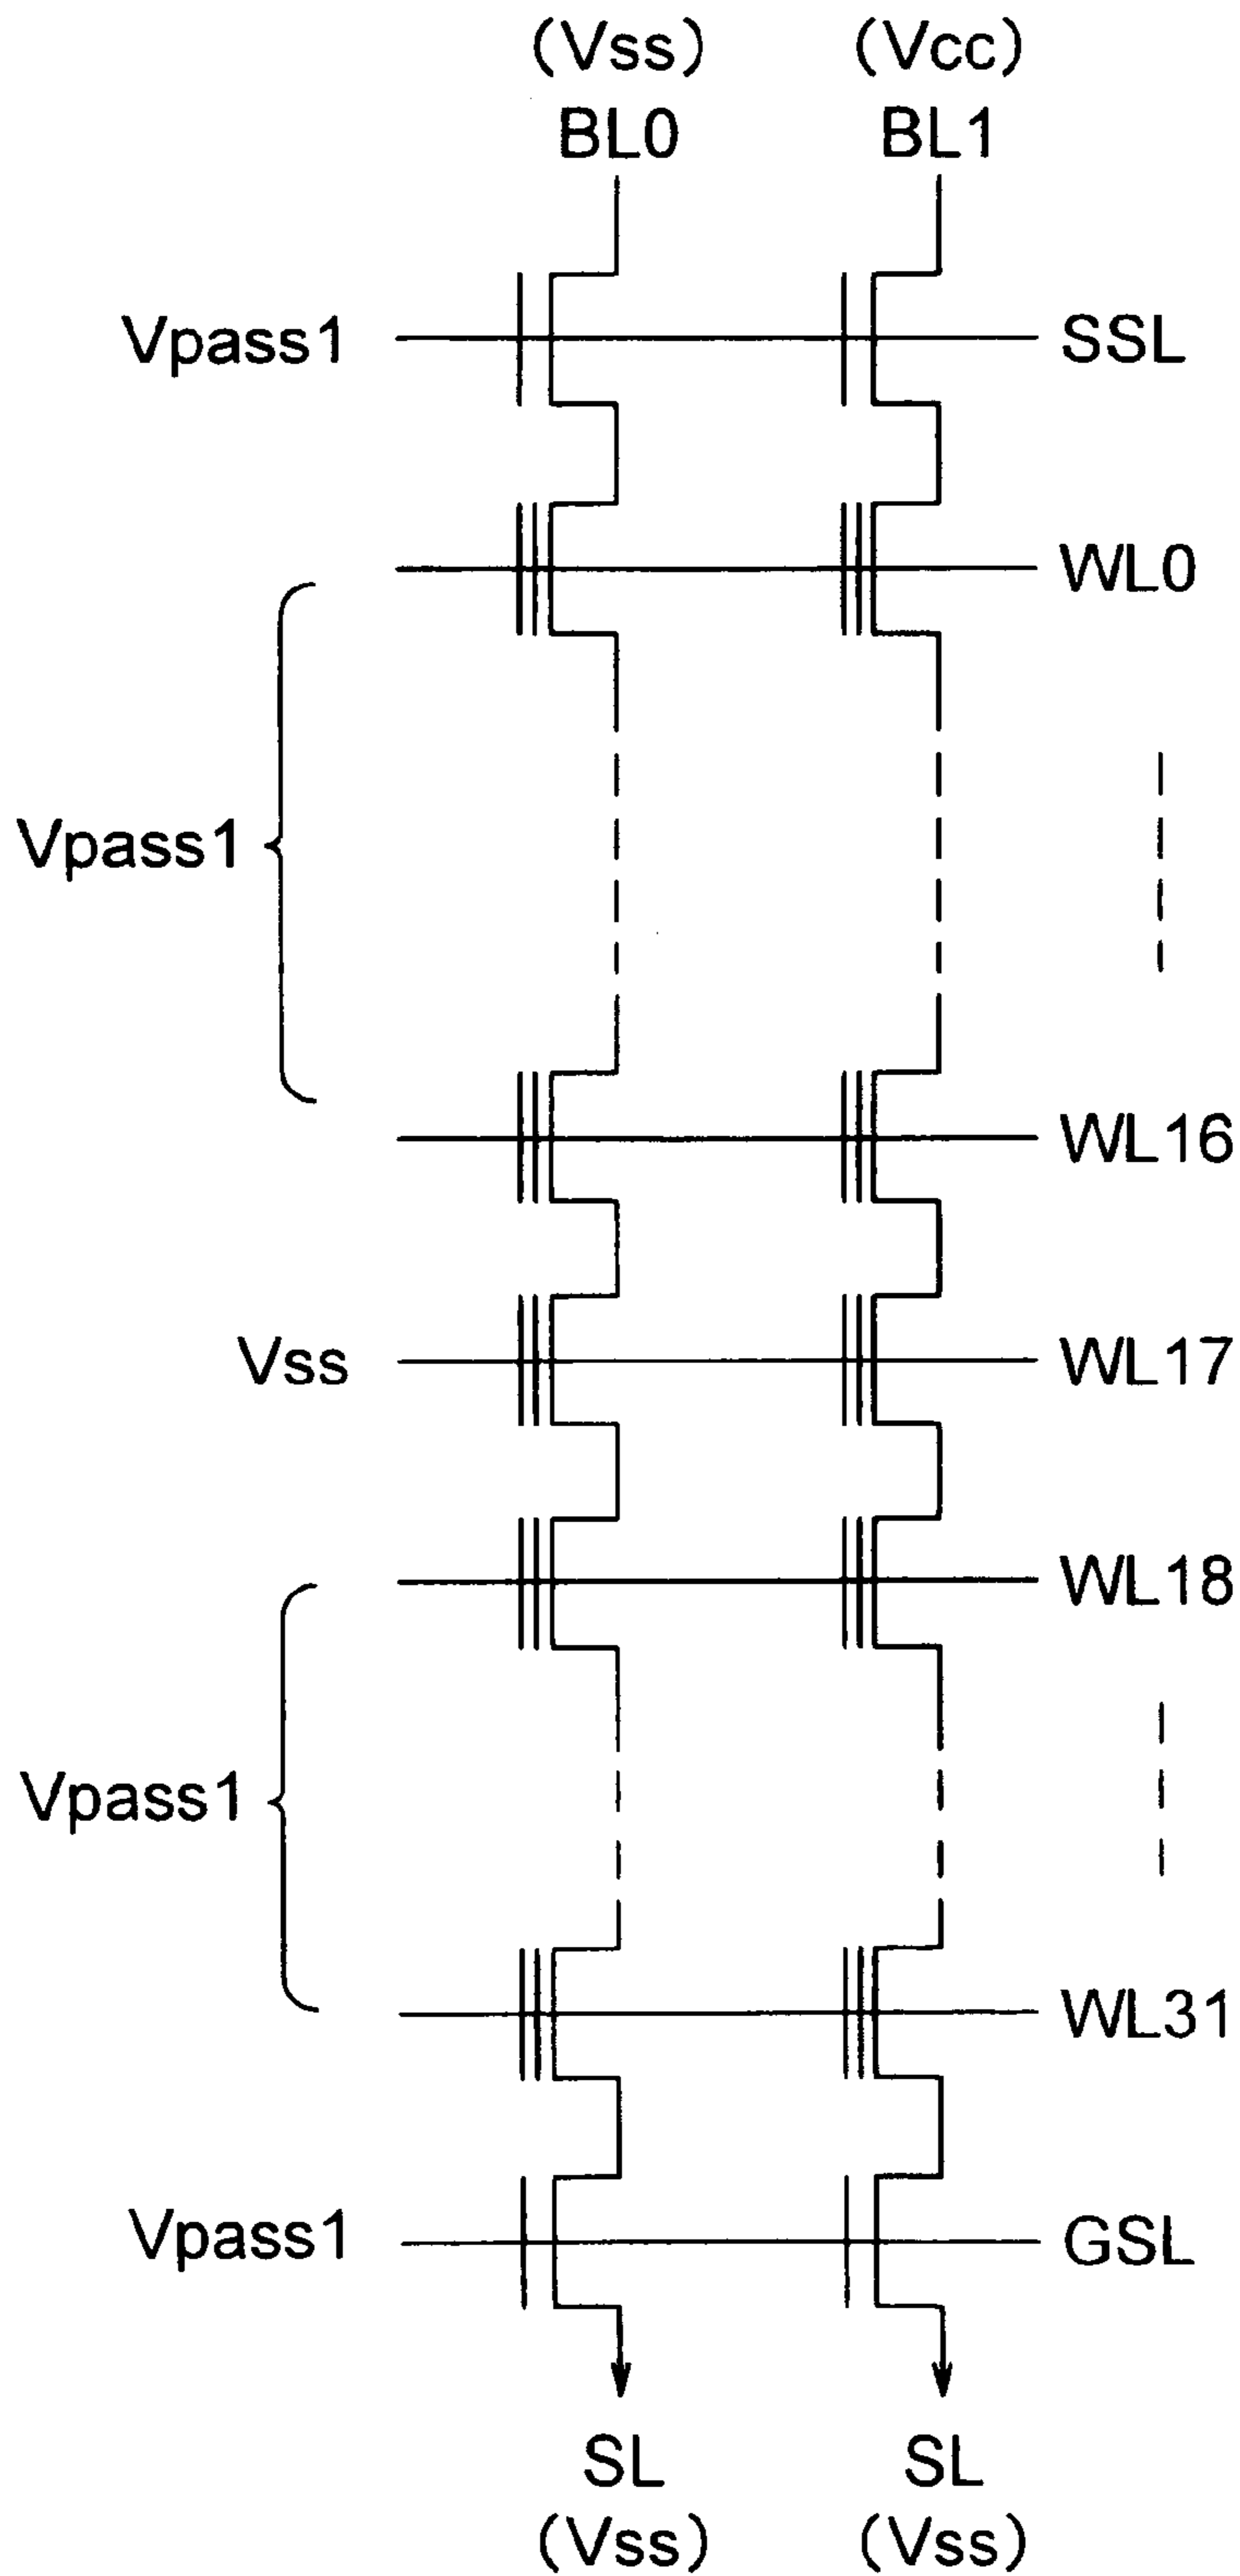 (Vss) (Vcc)
BL0 BL1
Vpass1 SSL
WL0
Vpass1
WL16
Vss WL17
WL18
Vpass1
WL31
Vpass1 GSL
SL SL
(Vss) (Vss)